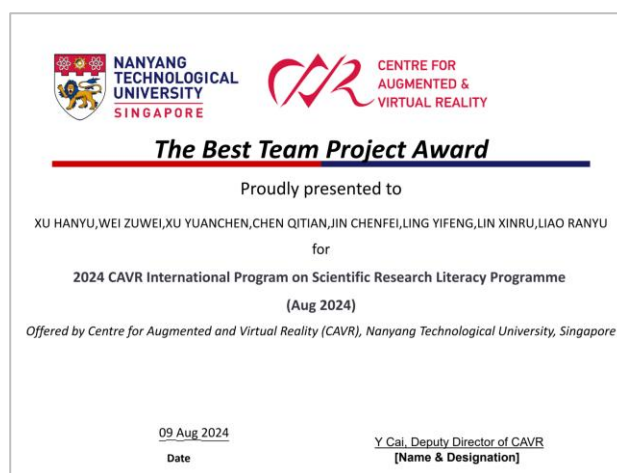 NANYANG
TECHNOLOGICAL
UNIVERSITY
SINGAPORE
CENTRE FOR
AUGMENTED &
VIRTUAL REALITY
The Best Team Project Award
Proudly presented to
XU HANYU,WEI ZUWEI,XU YUANCHEN,CHEN QITIAN,JIN CHENFEI,LING YIFENG,LIN XINRU,LIAO RANYU
for
2024 CAVR International Program on Scientific Research Literacy Programme
(Aug 2024)
Offered by Centre for Augmented and Virtual Reality (CAVR), Nanyang Technological University, Singapore
09 Aug 2024
Date
Y Cai, Deputy Director of CAVR
[Name & Designation]